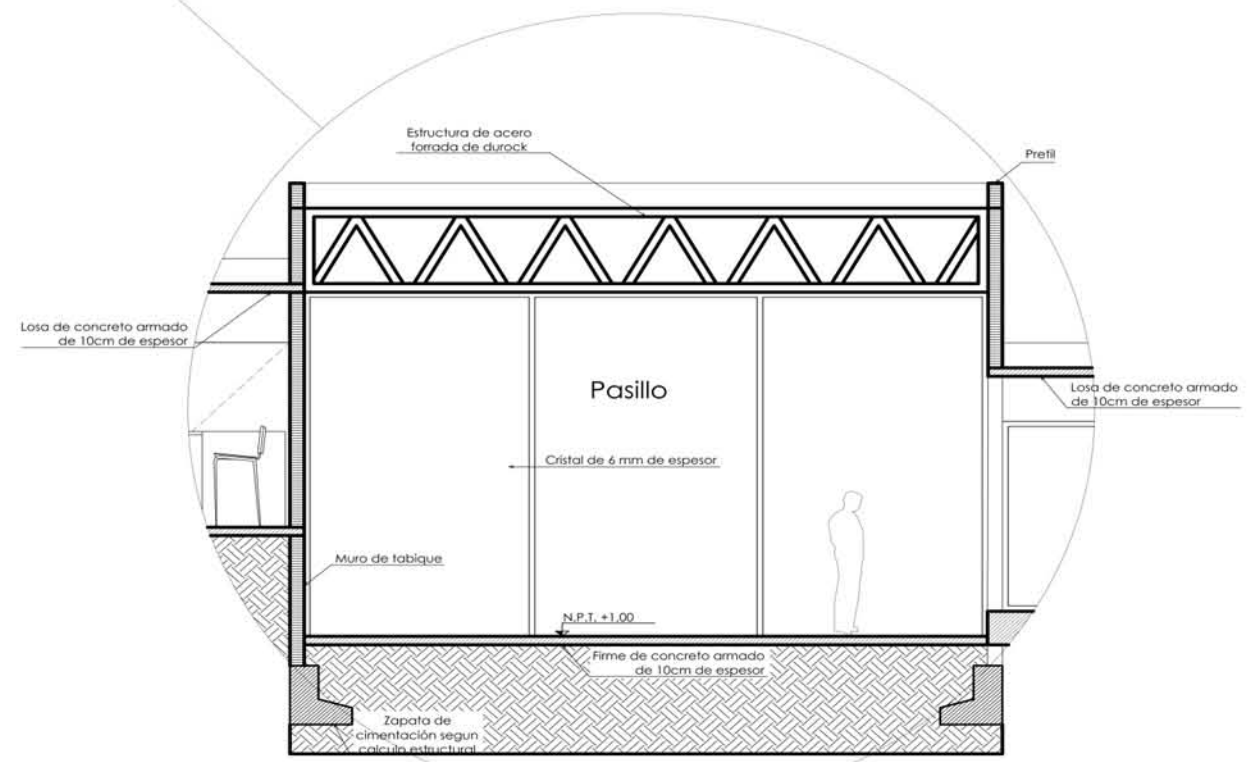 Estructura de acero
forrada de durock
Pretil
Losa de concreto armado
de 10cm de espesor
Losa de concreto armado
de 10cm de espesor
Pasillo
Cristal de 6 mm de espesor
Muro de tabique
N.P.T. +1.00
Firme de concreto armado
de 10cm de espesor
Zapata de
cimentación segun
calculo estructural